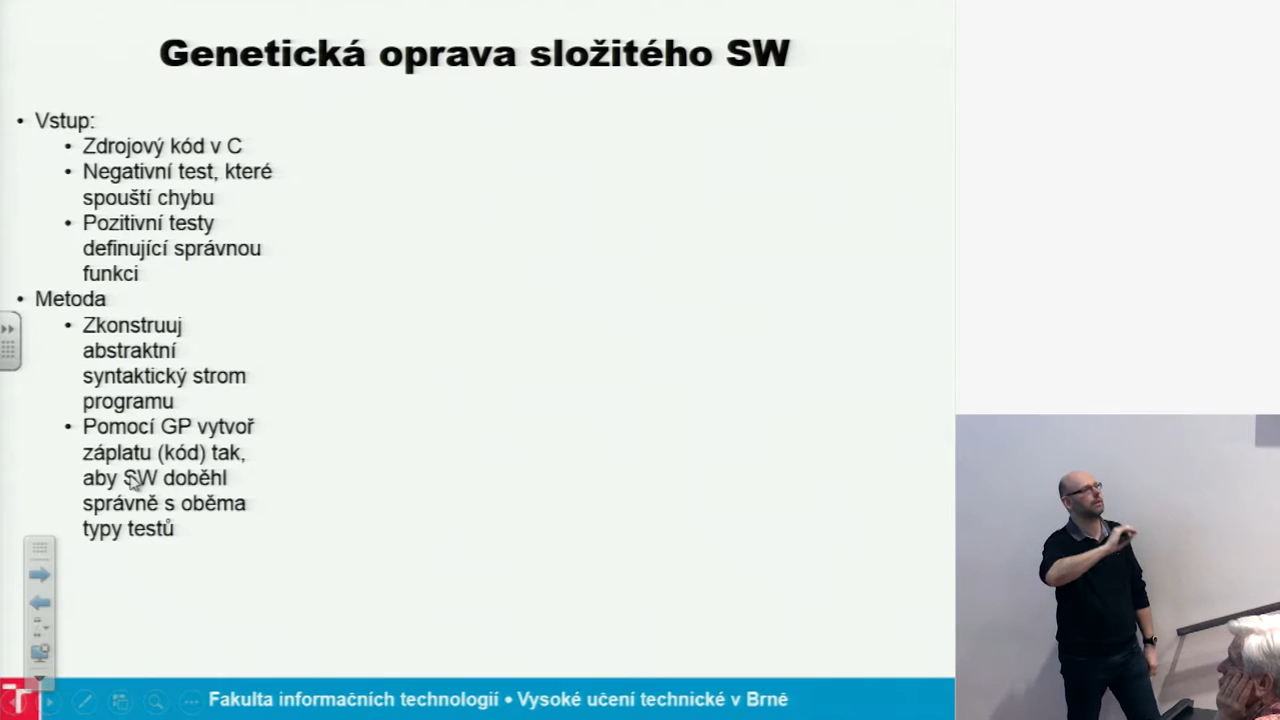 Genetická oprava složitého SW
• Vstup:
• Zdrojový kód v C
• Negativní test, které
spouští chybu
• Pozitivní testy
definující správnou
funkci
• Metoda
• Zkonstruuj
abstraktní
syntaktický strom
programu
• Pomocí GP vytvoř
záplatu (kód) tak,
aby SW doběhl
správně s oběma
typy testů
Fakulta informačních technologií • Vysoké učení technické v Brně